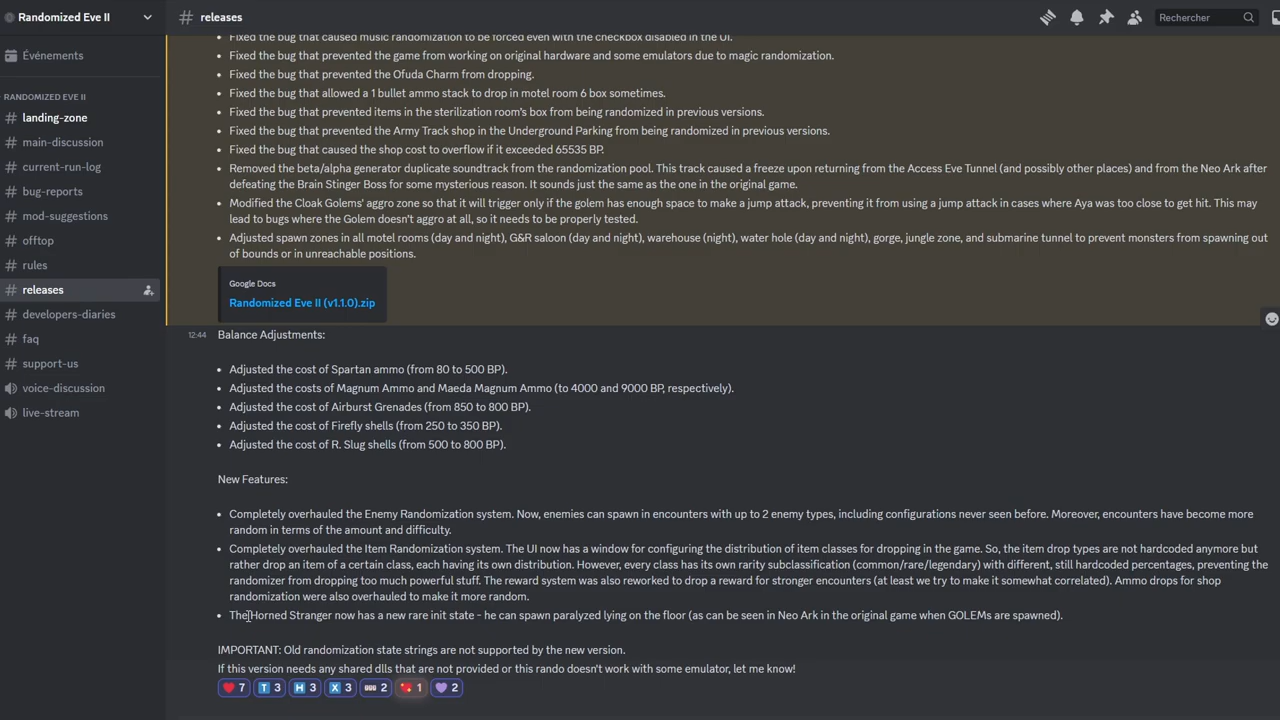 Randomized Eve II
Événements
RANDOMIZED EVE II
landing-zone
# main-discussion
# current-run-log
# bug-reports
# mod-suggestions
# offtop
# rules
# releases
# developers-diaries
# faq
# support-us
voice-discussion
live-stream
# releases
Rechercher
• Fixed the bug that caused music randomization to be forced even with the checkbox disabled in the UI.
• Fixed the bug that prevented the game from working on original hardware and some emulators due to magic randomization.
• Fixed the bug that prevented the Ofuda Charm from dropping.
• Fixed the bug that allowed a 1 bullet ammo stack to drop in motel room 6 box sometimes.
• Fixed the bug that prevented items in the sterilization room's box from being randomized in previous versions.
• Fixed the bug that prevented the Army Track shop in the Underground Parking from being randomized in previous versions.
• Fixed the bug that caused the shop cost to overflow if it exceeded 65535 BP.
• Removed the beta/alpha generator duplicate soundtrack from the randomization pool. This track caused a freeze upon returning from the Access Eve Tunnel (and possibly other places) and from the Neo Ark after
defeating the Brain Stinger Boss for some mysterious reason. It sounds just the same as the one in the original game.
• Modified the Cloak Golems' aggro zone so that it will trigger only if the golem has enough space to make a jump attack, preventing it from using a jump attack in cases where Aya was too close to get hit. This may
lead to bugs where the Golem doesn't aggro at all, so it needs to be properly tested.
• Adjusted spawn zones in all motel rooms (day and night), G&R saloon (day and night), warehouse (night), water hole (day and night), gorge, jungle zone, and submarine tunnel to prevent monsters from spawning out
of bounds or in unreachable positions.
Google Docs
Randomized Eve II (v1.1.0).zip
12:44 Balance Adjustments:
• Adjusted the cost of Spartan ammo (from 80 to 500 BP).
• Adjusted the costs of Magnum Ammo and Maeda Magnum Ammo (to 4000 and 9000 BP, respectively).
• Adjusted the cost of Airburst Grenades (from 850 to 800 BP).
• Adjusted the cost of Firefly shells (from 250 to 350 BP).
• Adjusted the cost of R. Slug shells (from 500 to 800 BP).
New Features:
• Completely overhauled the Enemy Randomization system. Now, enemies can spawn in encounters with up to 2 enemy types, including configurations never seen before. Moreover, encounters have become more
random in terms of the amount and difficulty.
• Completely overhauled the Item Randomization system. The UI now has a window for configuring the distribution of item classes for dropping in the game. So, the item drop types are not hardcoded anymore but
rather drop an item of a certain class, each having its own distribution. However, every class has its own rarity subclassification (common/rare/legendary) with different, still hardcoded percentages, preventing the
randomizer from dropping too much powerful stuff. The reward system was also reworked to drop a reward for stronger encounters (at least we try to make it somewhat correlated). Ammo drops for shop
randomization were also overhauled to make it more random.
• The Horned Stranger now has a new rare init state - he can spawn paralyzed lying on the floor (as can be seen in Neo Ark in the original game when GOLEMs are spawned).
IMPORTANT: Old randomization state strings are not supported by the new version.
If this version needs any shared dlls that are not provided or this rando doesn't work with some emulator, let me know!
7 T 3 H 3 X 3 2 1 2